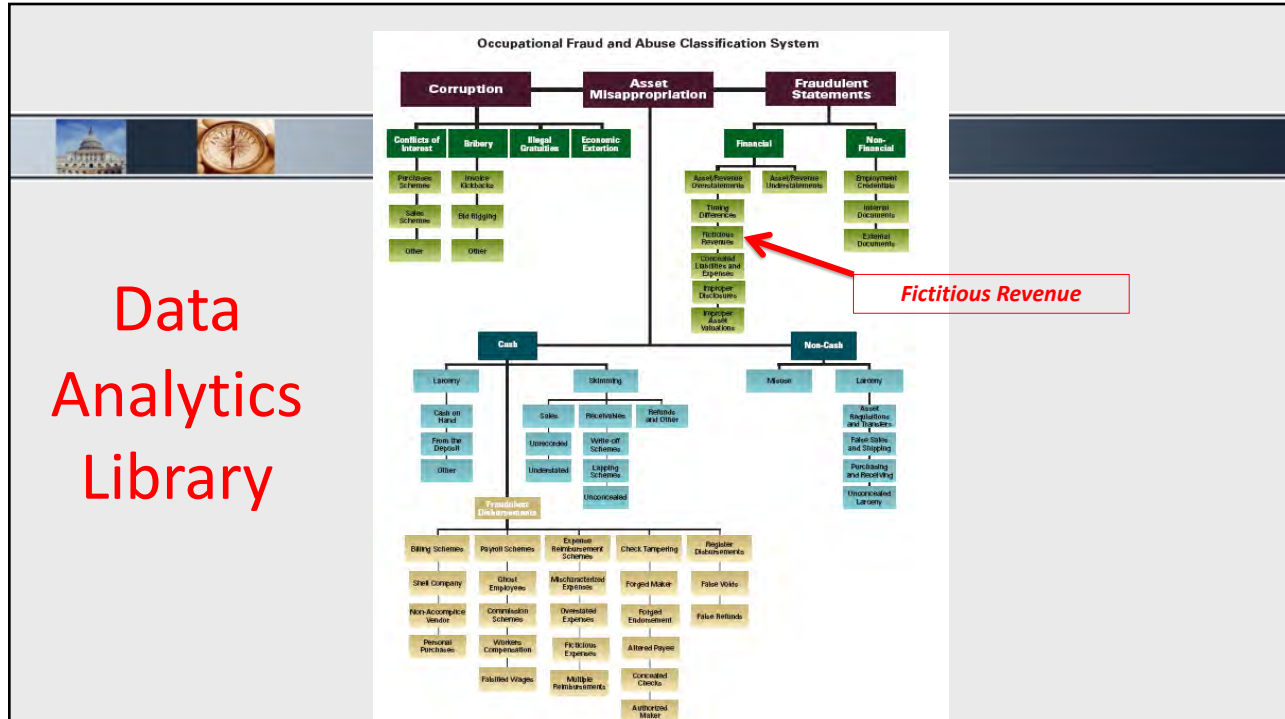 Occupational Fraud and Abuse Classification System
Corruption
Asset
Misappropriation
Fraudulent
Statements
Conflicts of
Interest
Bribery
Illegal
Gratuities
Economic
Extortion
Financial
Non-
Financial
Purchases
Schemes
Invoice
Kickbacks
Asset/Revenue
Overstatements
Asset/Revenue
Understatements
Employment
Credentials
Sales
Schemes
Bid Rigging
Timing
Differences
Internal
Documents
Other
Other
Ficticious
Revenues
External
Documents
Concealed
Liabilities and
Expenses
Improper
Disclosures
Improper
Asset
Valuations
Fictitious Revenue
Data
Analytics
Library
Cash
Non-Cash
Larceny
Skimming
Misuse
Larceny
Cash on
Hand
Sales
Receivables
Refunds
and Other
Asset
Requisitions
and Transfers
From the
Deposit
Unrecorded
Write-off
Schemes
False Sales
and Shipping
Other
Understated
Lapping
Schemes
Purchasing
and Receiving
Unconcealed
Unconcealed
Larceny
Fraudulent
Disbursements
Billing Schemes
Payroll Schemes
Expense
Reimbursement
Schemes
Check Tampering
Register
Disbursements
Shell Company
Ghost
Employees
Mischaracterized
Expenses
Forged Maker
False Voids
Non-Accomplice
Vendor
Commission
Schemes
Overstated
Expenses
Forged
Endorsement
False Refunds
Personal
Purchases
Workers
Compensation
Ficticious
Expenses
Altered Payee
Falsified Wages
Multiple
Reimbursements
Concealed
Checks
Authorized
Maker